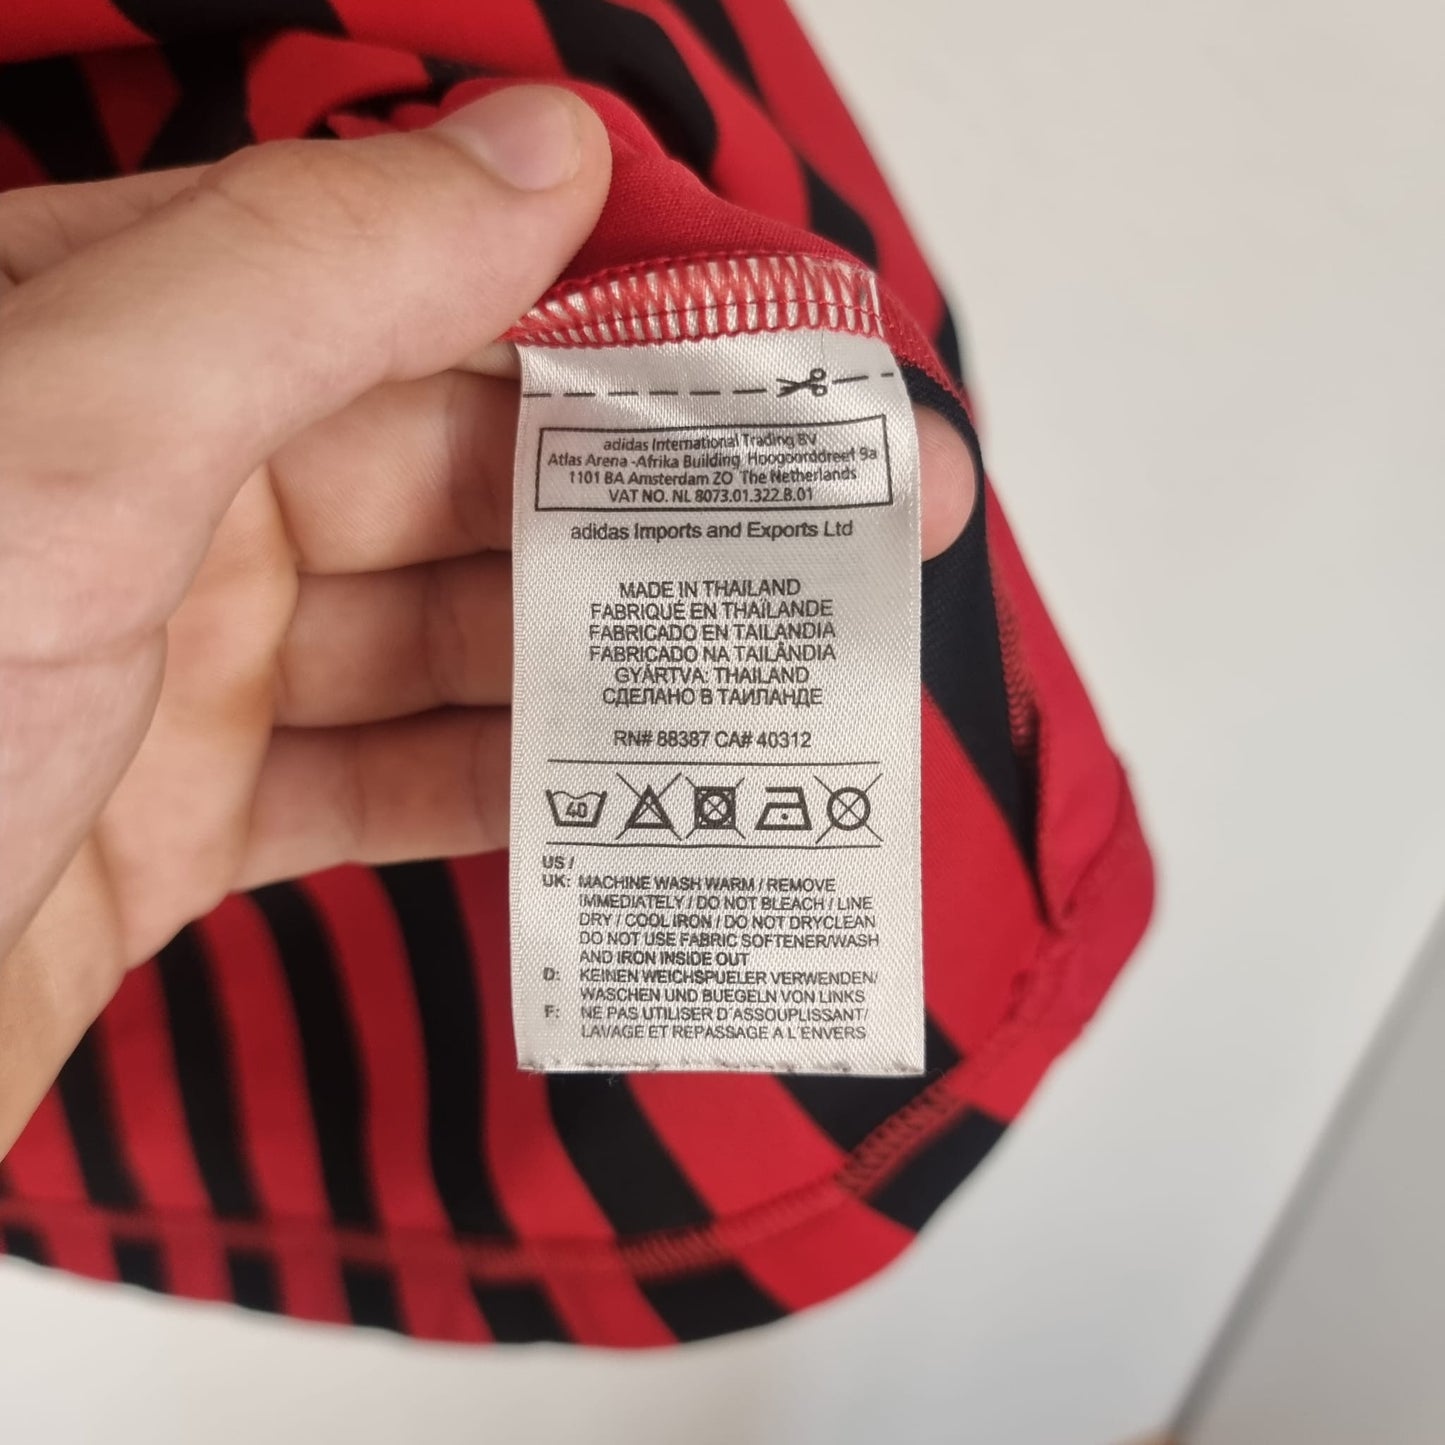 adidas International Trading BV
Atlas Arena -Afrika Building Hoogoorddreef 9a
1101 BA Amsterdam ZO The Netherlands
VAT NO. NL 8073.01.322.B.01
adidas Imports and Exports Ltd
MADE IN THAILAND
FABRIQUÉ EN THAÏLANDE
FABRICADO EN TAILANDIA
FABRICADO NA TAILÂNDIA
GYÁRTVA: THAILAND
СДЕЛАНО В ТАИЛАНДЕ
RN# 88387 CA# 40312
40
US /
UK: MACHINE WASH WARM / REMOVE
IMMEDIATELY / DO NOT BLEACH / LINE
DRY / COOL IRON / DO NOT DRYCLEAN
DO NOT USE FABRIC SOFTENER/WASH
AND IRON INSIDE OUT
D: KEINEN WEICHSPUELER VERWENDEN/
WASCHEN UND BUEGELN VON LINKS
F: NE PAS UTILISER D'ASSOUPLISSANT/
LAVAGE ET REPASSAGE A L'ENVERS